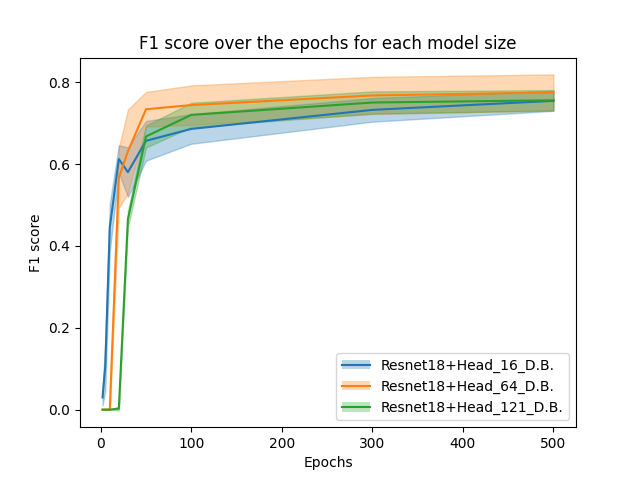 F1 score over the epochs for each model size
F1 score
0.8
0.6
0.4
0.2
0.0
0 100 200 300 400 500
Epochs
Resnet18+Head_16_D.B.
Resnet18+Head_64_D.B.
Resnet18+Head_121_D.B.